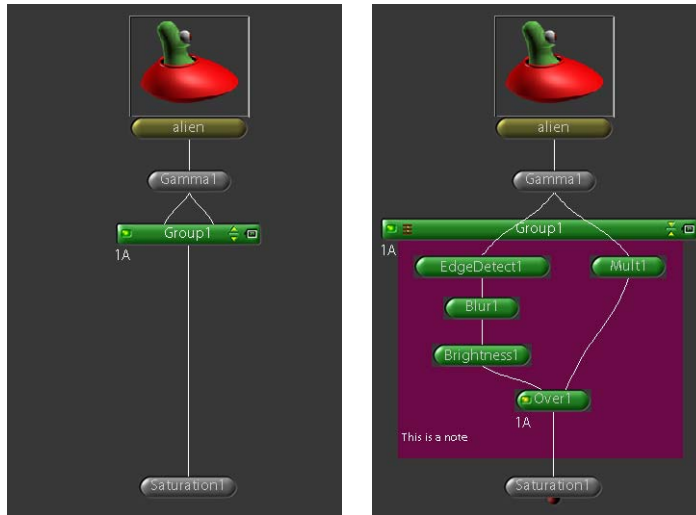 alien
Gamma1
Group1
1A
Saturation1
alien
Gamma1
Group1
1A
EdgeDetect1
Mult1
Blur1
Brightness1
Over1
1A
This is a note
Saturation1